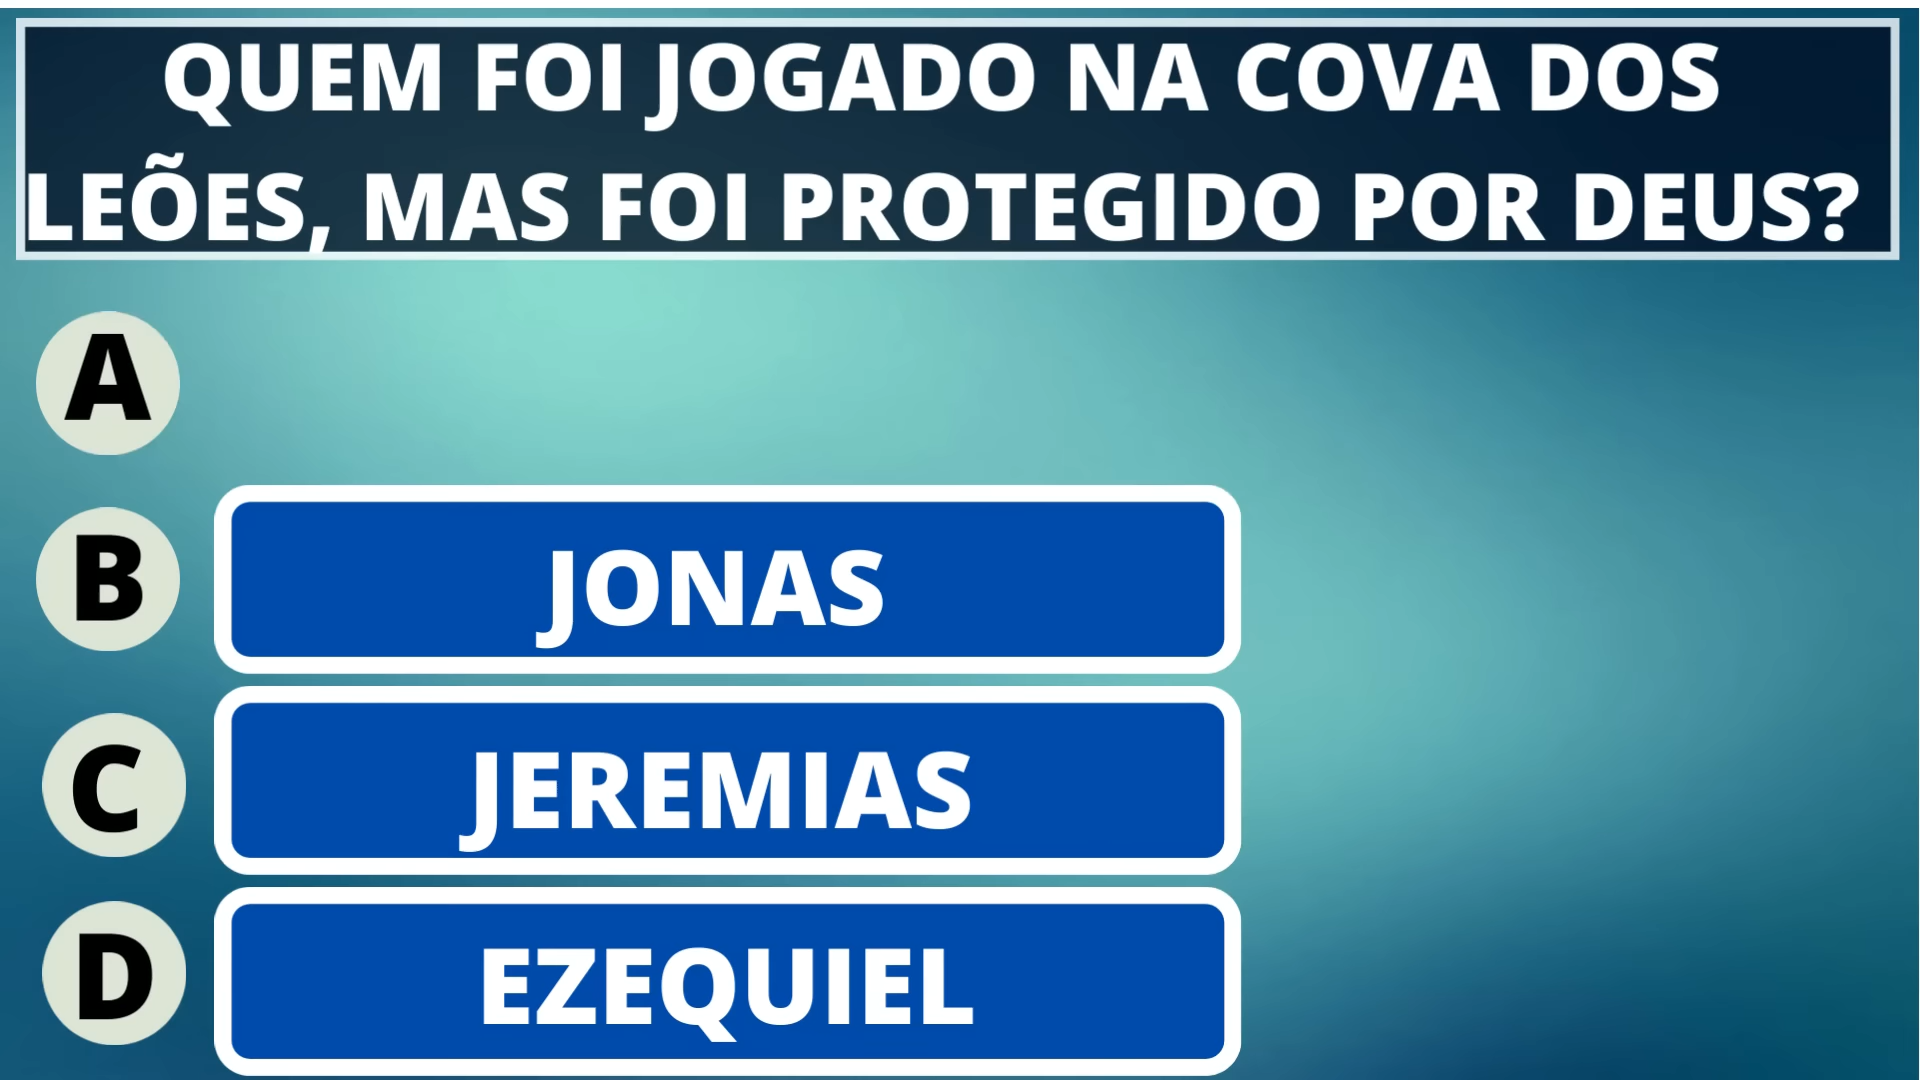 QUEM FOI JOGADO NA COVA DOS
LEÕES, MAS FOI PROTEGIDO POR DEUS?
A
B
JONAS
C
JEREMIAS
D
EZEQUIEL